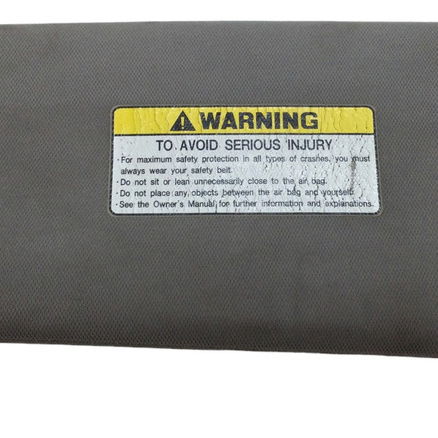 ⚠ WARNING
TO AVOID SERIOUS INJURY
·For maximum safety protection in all types of crashes, you must
always wear your safety belt.
·Do not sit or lean unnecessarily close to the air bag.
·Do not place any objects between the air bag and yourself.
·See the Owner's Manual for further information and explanations.